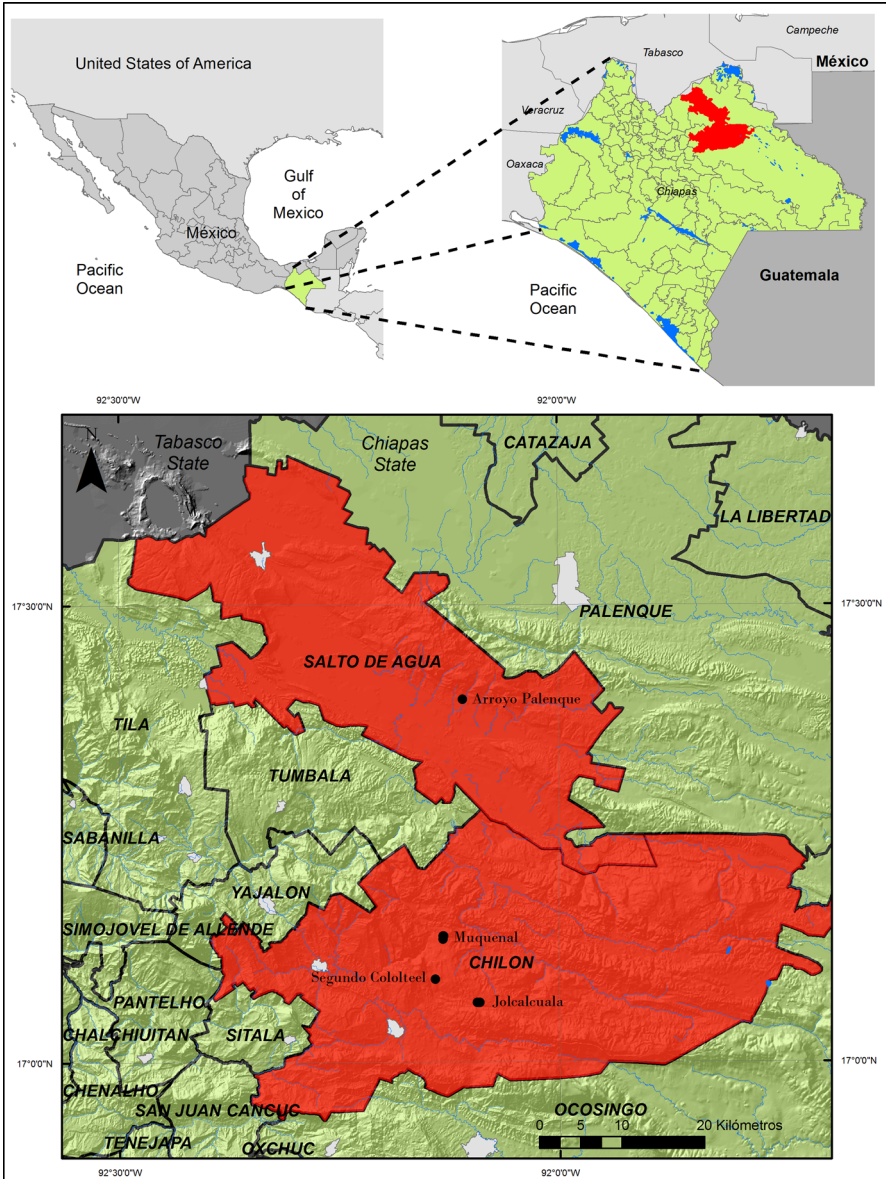 United States of America
Gulf
of
Mexico
México
Pacific
Ocean
Campeche
Tabasco
México
Veracruz
Oaxaca
Chiapas
Pacific
Ocean
Guatemala
92°30'0"W
92°0'0"W
N
Tabasco
State
Chiapas
State
CATAZAJA
LA LIBERTAD
17°30'0"N
17°30'0"N
PALENQUE
SALTO DE AGUA
Arroyo Palenque
TILA
TUMBALA
SABANILLA
YAJALON
SIMOJOVEL DE ALLENDE
Muquenal
CHILON
Segundo Cololteel
PANTELHO
Jolcalcuala
CHALCHIUITAN
SITALA
17°0'0"N
17°0'0"N
CHENALHO
SAN JUAN CANCUC
OCOSINGO
TENEJAPA
OXCHUC
0 5 10 20 Kilómetros
92°30'0"W
92°0'0"W